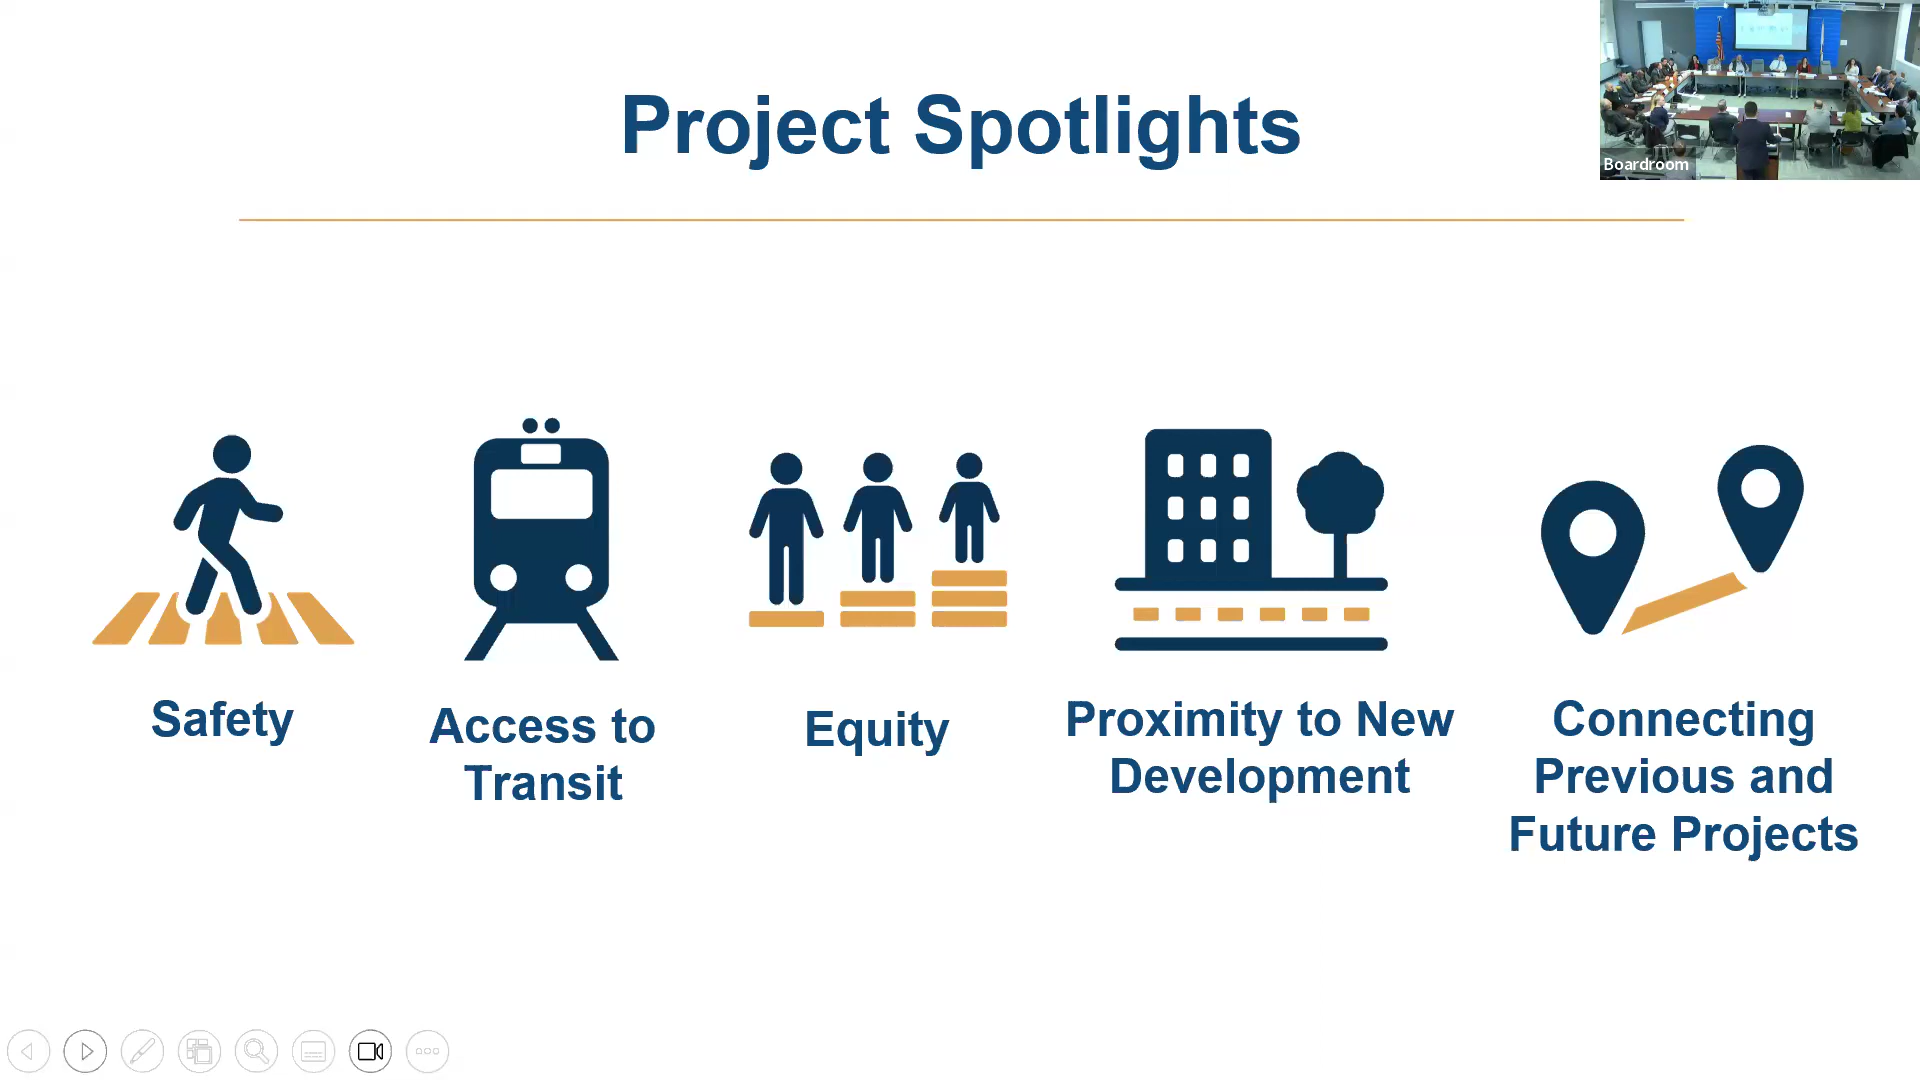 Project Spotlights
Boardroom
Safety
Access to
Transit
Equity
Proximity to New
Development
Connecting
Previous and
Future Projects